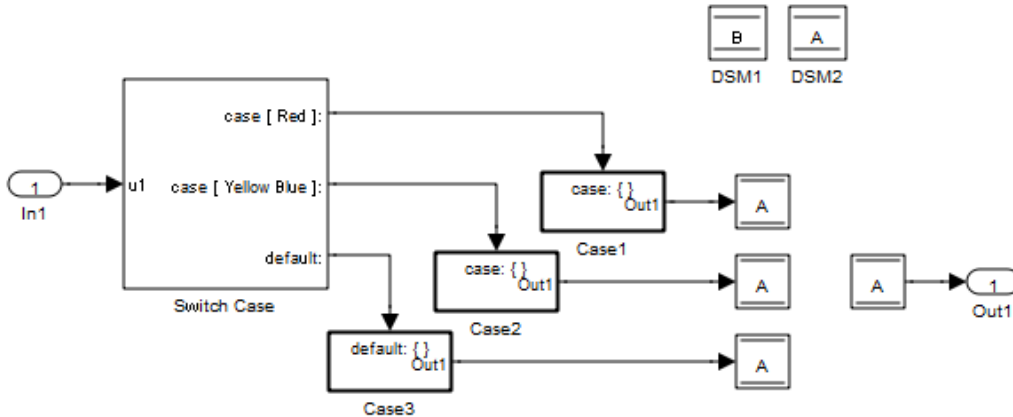 B
A
DSM1
DSM2
case [ Red ]:
1
u1
case [ Yellow Blue ]:
In1
default:
Switch Case
case: { }
Out1
A
Case1
case: { }
Out1
A
A
1
Out1
Case2
default: { }
Out1
A
Case3